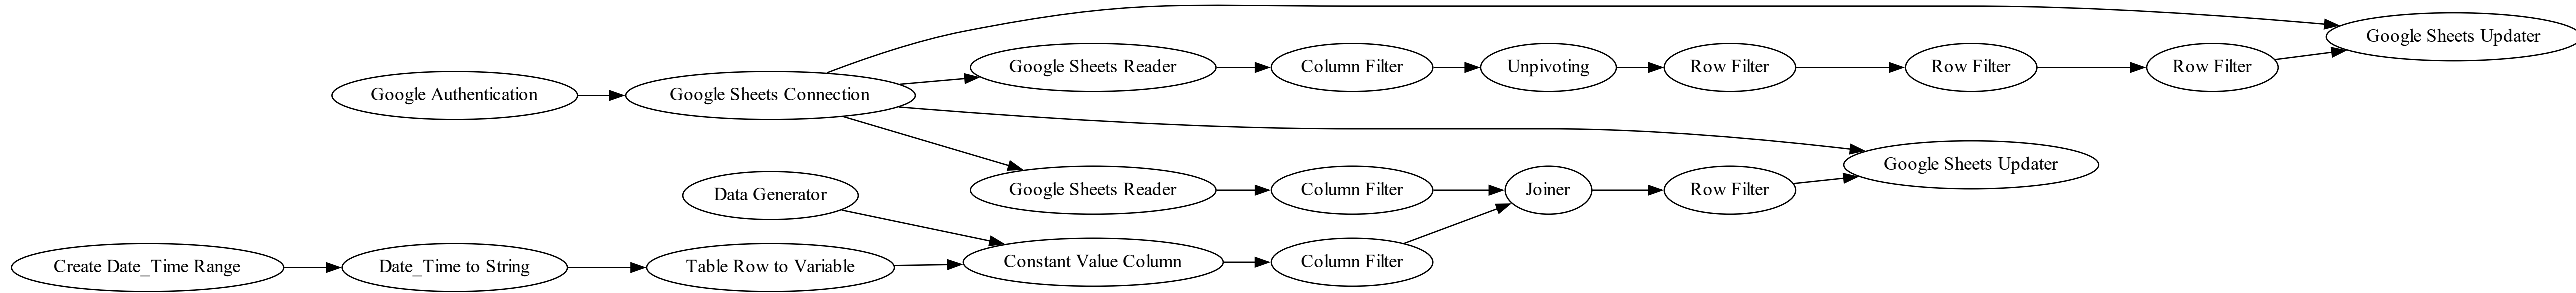 Google Sheets Updater
Google Sheets Reader
Column Filter
Unpivoting
Row Filter
Row Filter
Row Filter
Google Authentication
Google Sheets Connection
Google Sheets Updater
Google Sheets Reader
Column Filter
Joiner
Row Filter
Data Generator
Create Date_Time Range
Date_Time to String
Table Row to Variable
Constant Value Column
Column Filter